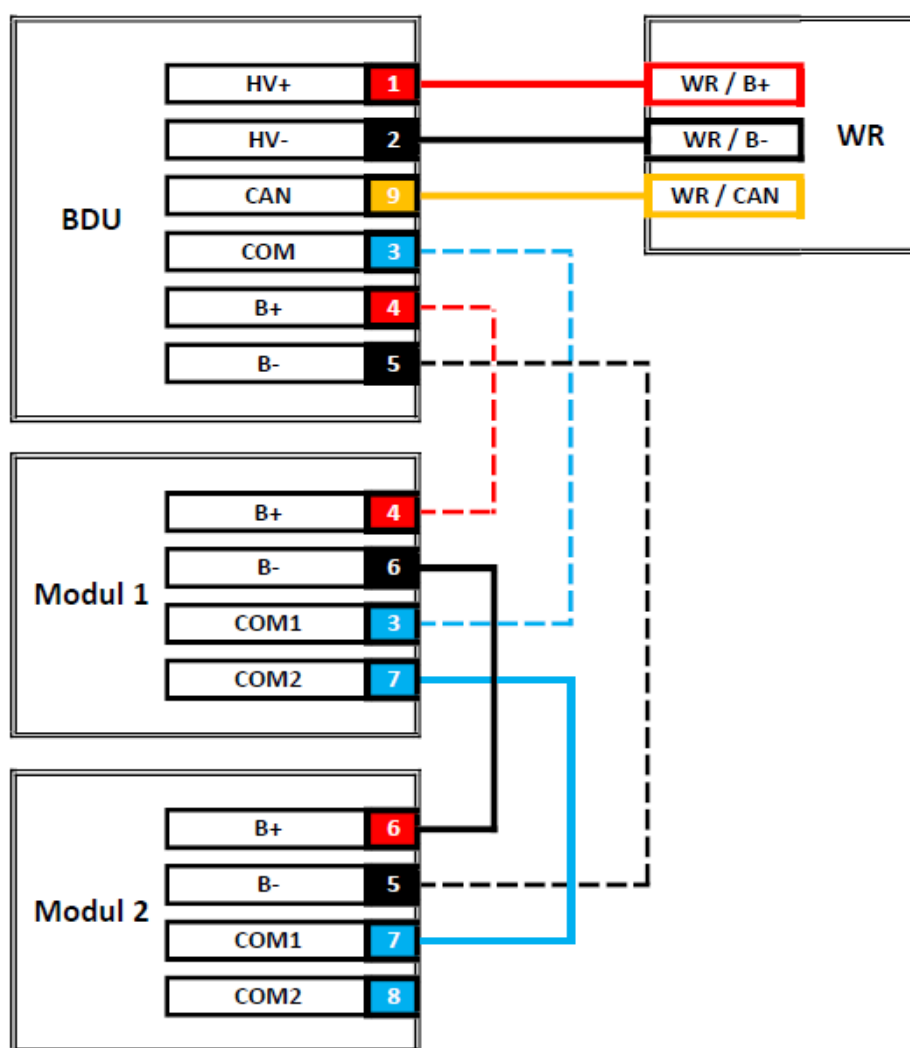 HV+ 1 WR / B+
HV- 2 WR / B- WR
CAN 9 WR / CAN
BDU
COM 3
B+ 4
B- 5
B+ 4
B- 6
Modul 1
COM1 3
COM2 7
B+ 6
B- 5
Modul 2
COM1 7
COM2 8